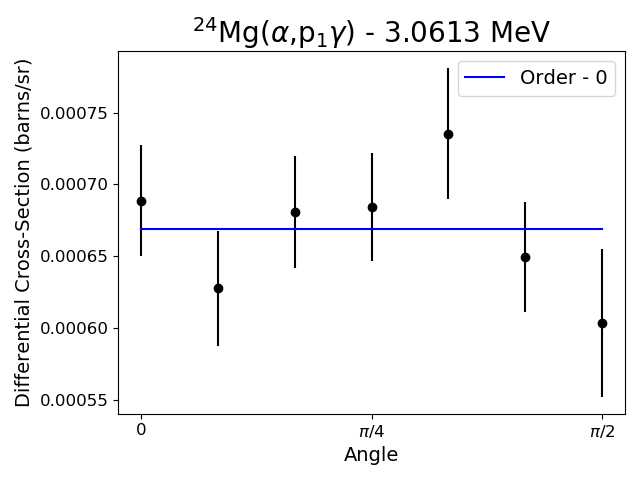 ²⁴Mg(α,p₁γ) - 3.0613 MeV
Order - 0
Differential Cross-Section (barns/sr)
0.00075
0.00070
0.00065
0.00060
0.00055
0
π/4
π/2
Angle